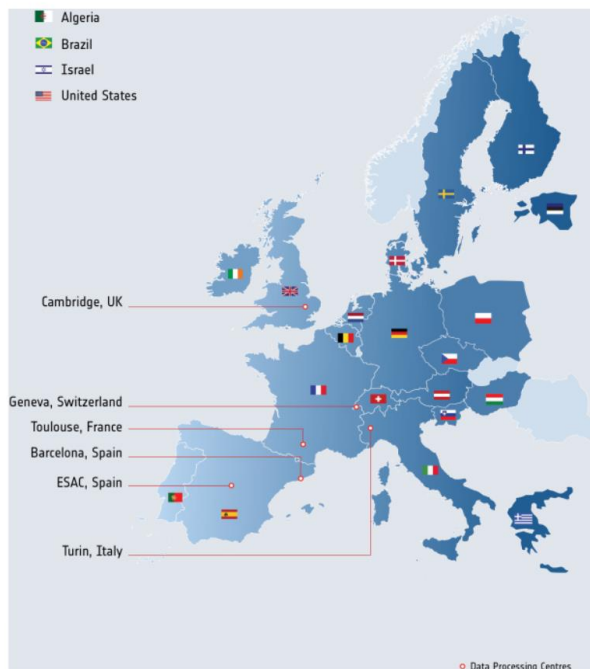 Algeria
Brazil
Israel
United States
Cambridge, UK
Geneva, Switzerland
Toulouse, France
Barcelona, Spain
ESAC, Spain
Turin, Italy
Data Processing Centres